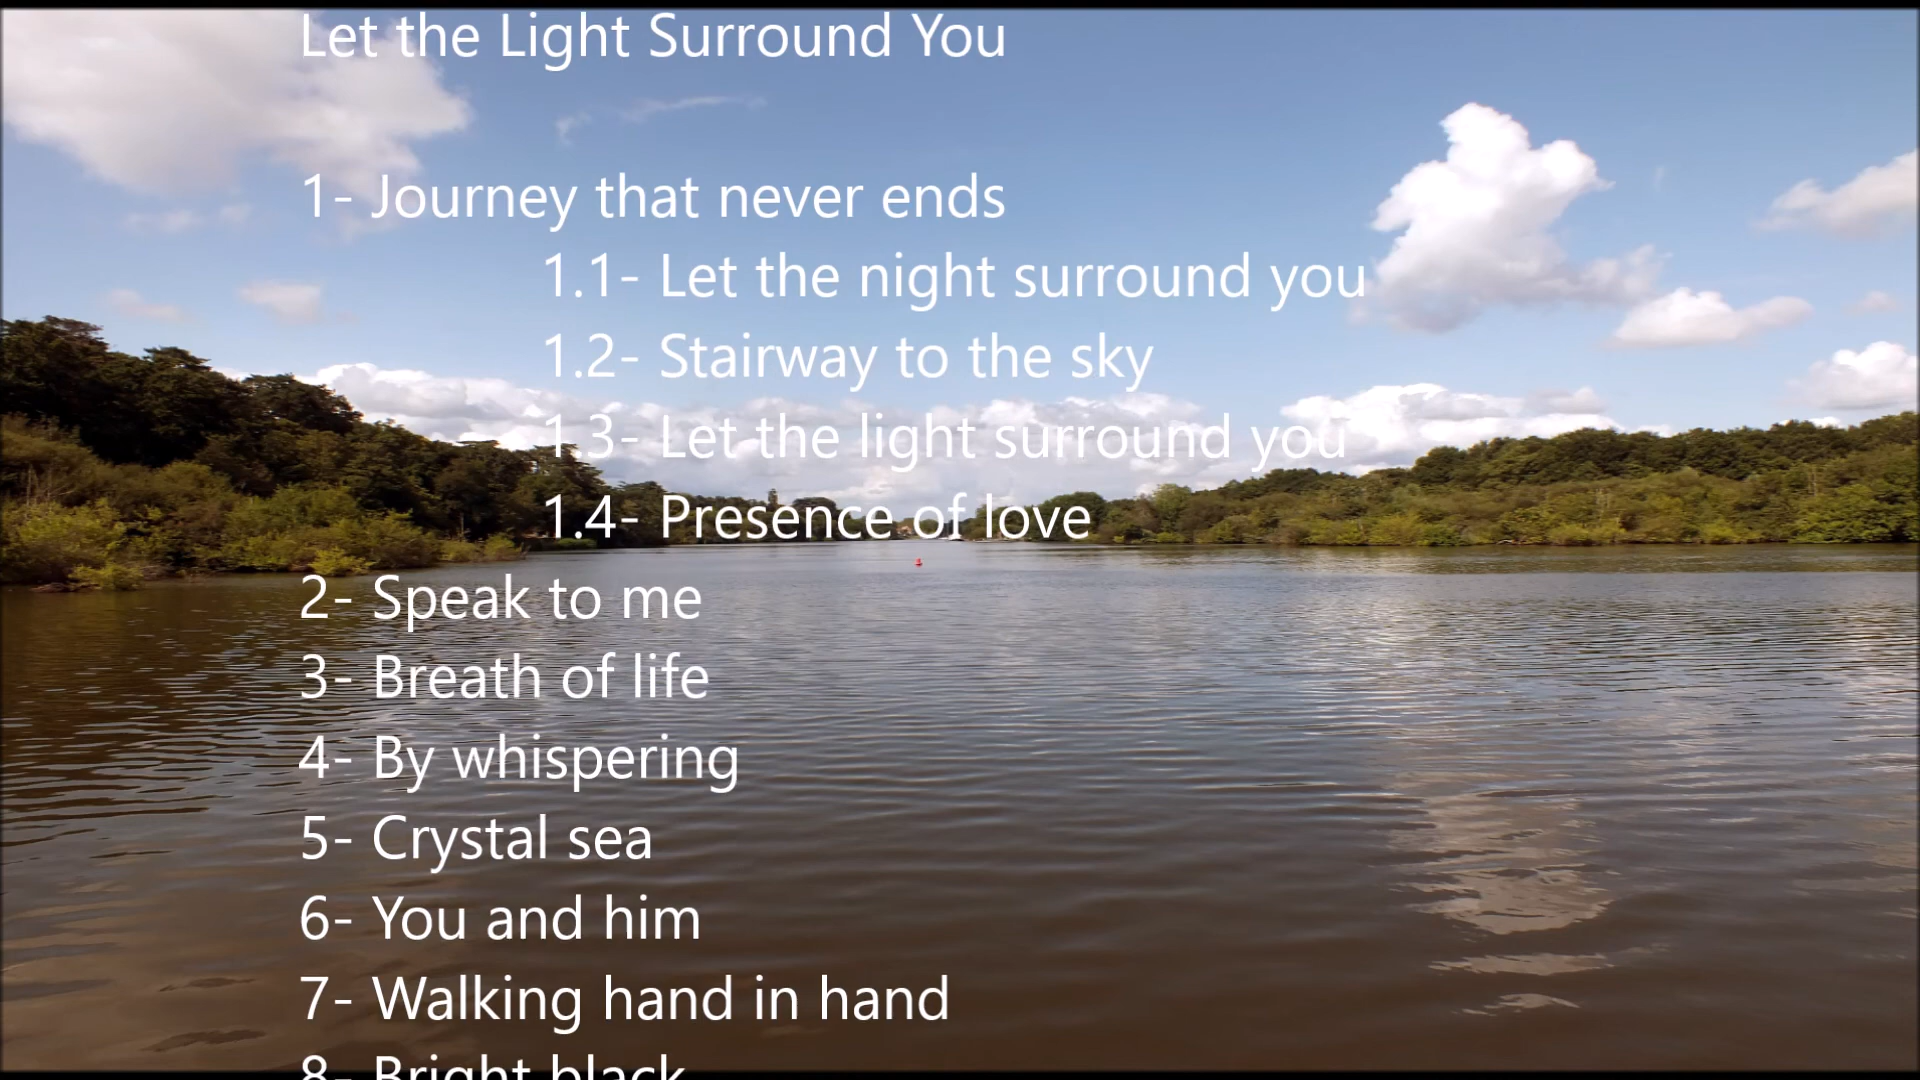 Let the Light Surround You
1- Journey that never ends
1.1- Let the night surround you
1.2- Stairway to the sky
1.3- Let the light surround you
1.4- Presence of love
2- Speak to me
3- Breath of life
4- By whispering
5- Crystal sea
6- You and him
7- Walking hand in hand
8- Bright black